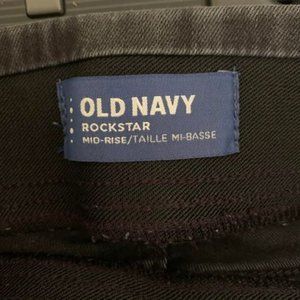 OLD NAVY
ROCKSTAR
MID-RISE/TAILLE MI-BASSE